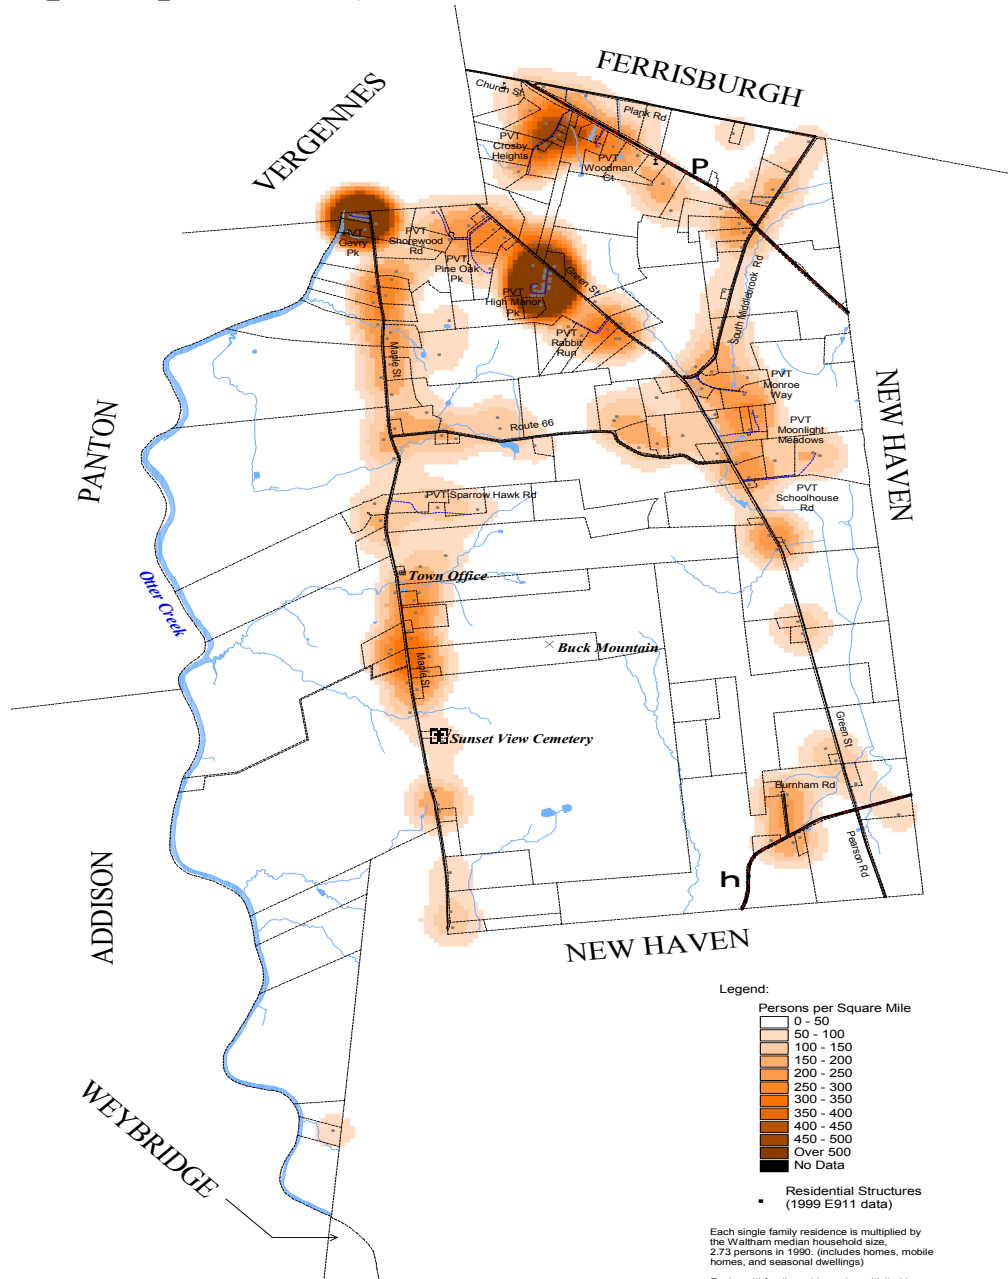 FERRISBURGH
VERGENNES
Church St
Plank Rd
PVT
Crosby
Heights
PVT
Woodman
Ct
P
PVT
Gevry
Pk
PVT
Shorewood
Rd
PVT
Pine Oak
Pk
PVT
High Manor
Pk
Green St
South Middlebrook Rd
PVT
Rabbit
Run
Maple St
PVT
Monroe
Way
NEW HAVEN
PANTON
Route 66
PVT
Moonlight
Meadows
PVT Sparrow Hawk Rd
PVT
Schoolhouse
Rd
Otter Creek
Town Office
Buck Mountain
Maple St
Sunset View Cemetery
Green St
Burnham Rd
Pearson Rd
ADDISON
h
NEW HAVEN
WEYBRIDGE
Legend:
Persons per Square Mile
0 - 50
50 - 100
100 - 150
150 - 200
200 - 250
250 - 300
300 - 350
350 - 400
400 - 450
450 - 500
Over 500
No Data
Residential Structures
(1999 E911 data)
Each single family residence is multiplied by
the Waltham median household size,
2.73 persons in 1990. (includes homes, mobile
homes, and seasonal dwellings)